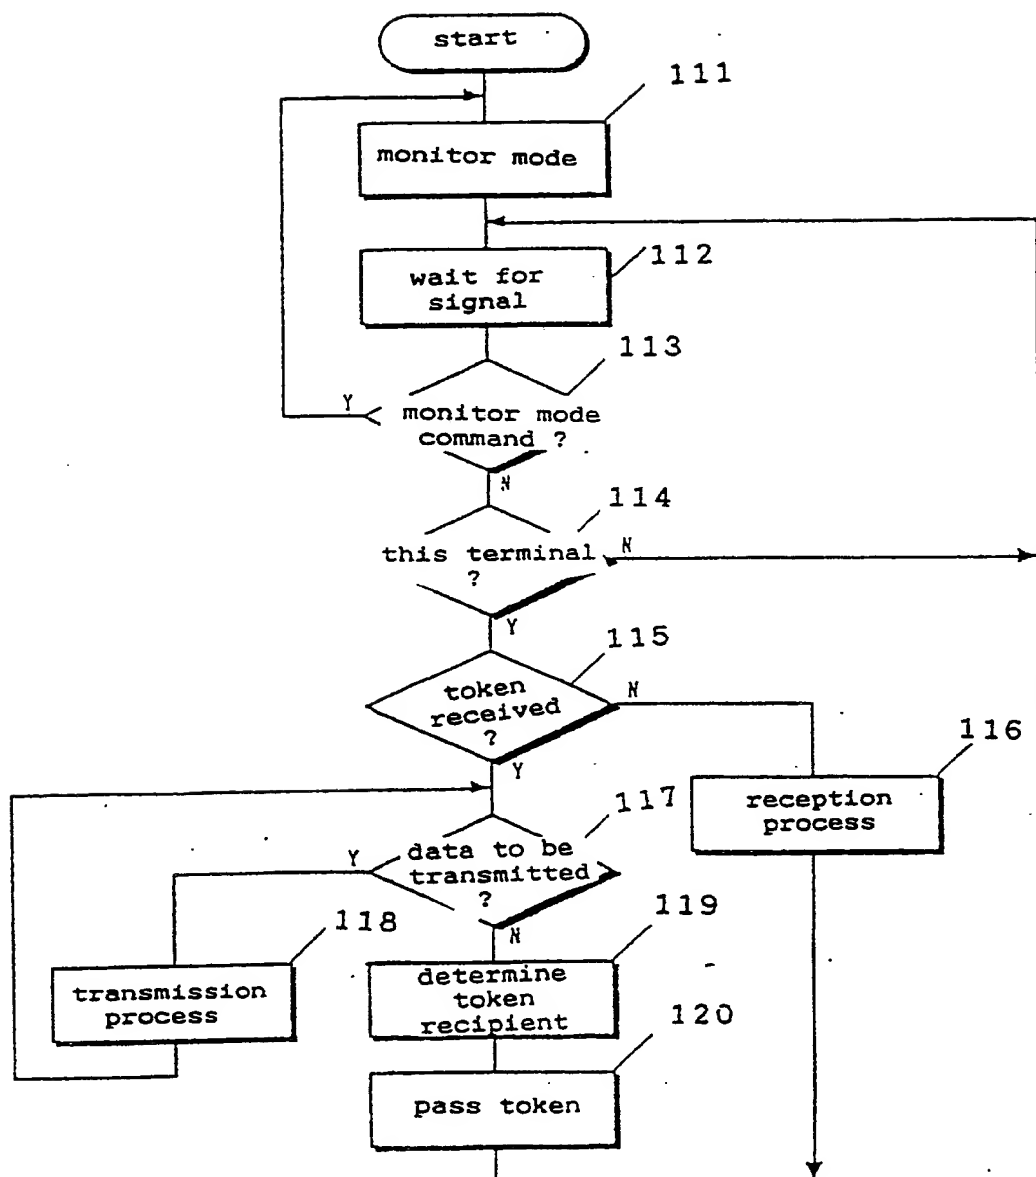 start
111
monitor mode
112
wait for
signal
113
Y
monitor mode
command ?
N
114
this terminal
?
N
Y
115
token
received
?
N
Y
116
reception
process
117
Y
data to be
transmitted
?
N
118
transmission
process
119
determine
token
recipient
120
pass token